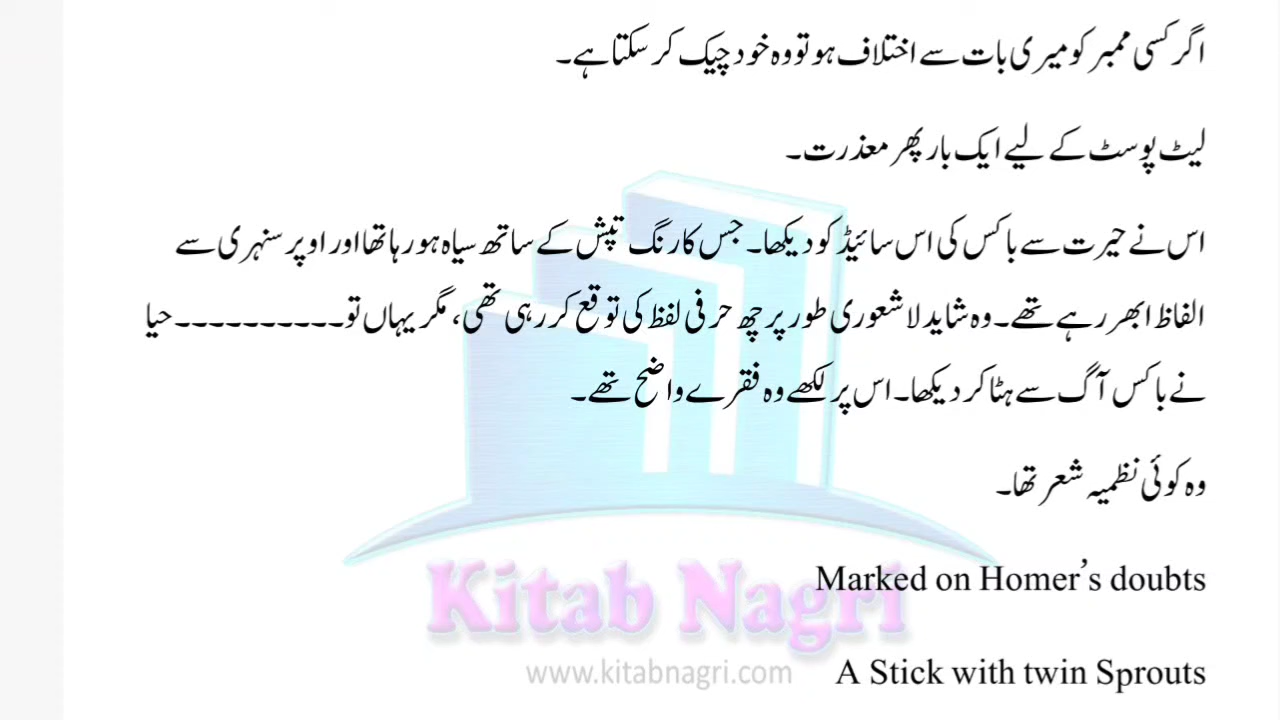 اگر کسی ممبر کو میری بات سے اختلاف ہو تو وہ خود چیک کر سکتا ہے۔
لیٹ پوسٹ کے لیے ایک بار پھر معذرت۔
اس نے حیرت سے باکس کی اس سائیڈ کو دیکھا۔ جس کا رنگ تپش کے ساتھ سیاہ ہو رہا تھا اور اوپر سنہری سے
الفاظ ابھر رہے تھے۔ وہ شاید لاشعوری طور پر چھ حرفی لفظ کی توقع کر رہی تھی، مگر یہاں تو۔۔۔۔۔۔۔۔۔۔۔حیا
نے باکس آگ سے ہٹا کر دیکھا۔ اس پر لکھے وہ فقرے واضح تھے۔
وہ کوئی نظمیہ شعر تھا۔
Marked on Homer’s doubts
Kitab Nagri
A Stick with twin Sprouts
www.kitabnagri.com